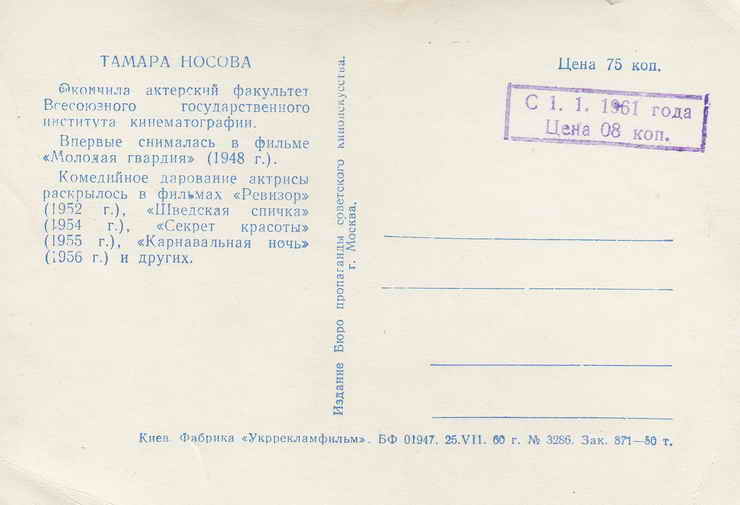 ТАМАРА НОСОВА
Окончила актерский факультет
Всесоюзного государственного
института кинематографии.
Впервые снималась в фильме
«Молодая гвардия» (1948 г.).
Комедийное дарование актрисы
раскрылось в фильмах «Ревизор»
(1952 г.), «Шведская спичка»
(1954 г.), «Секрет красоты»
(1955 г.), «Карнавальная ночь»
(1956 г.) и других.
Издание Бюро пропаганды советского киноискусства.
г. Москва.
Цена 75 коп.
С 1. 1. 1961 года
Цена 08 коп.
Киев. Фабрика «Укррекламфильм». БФ 01947. 25.VII. 60 г. № 3286. Зак. 871—50 т.